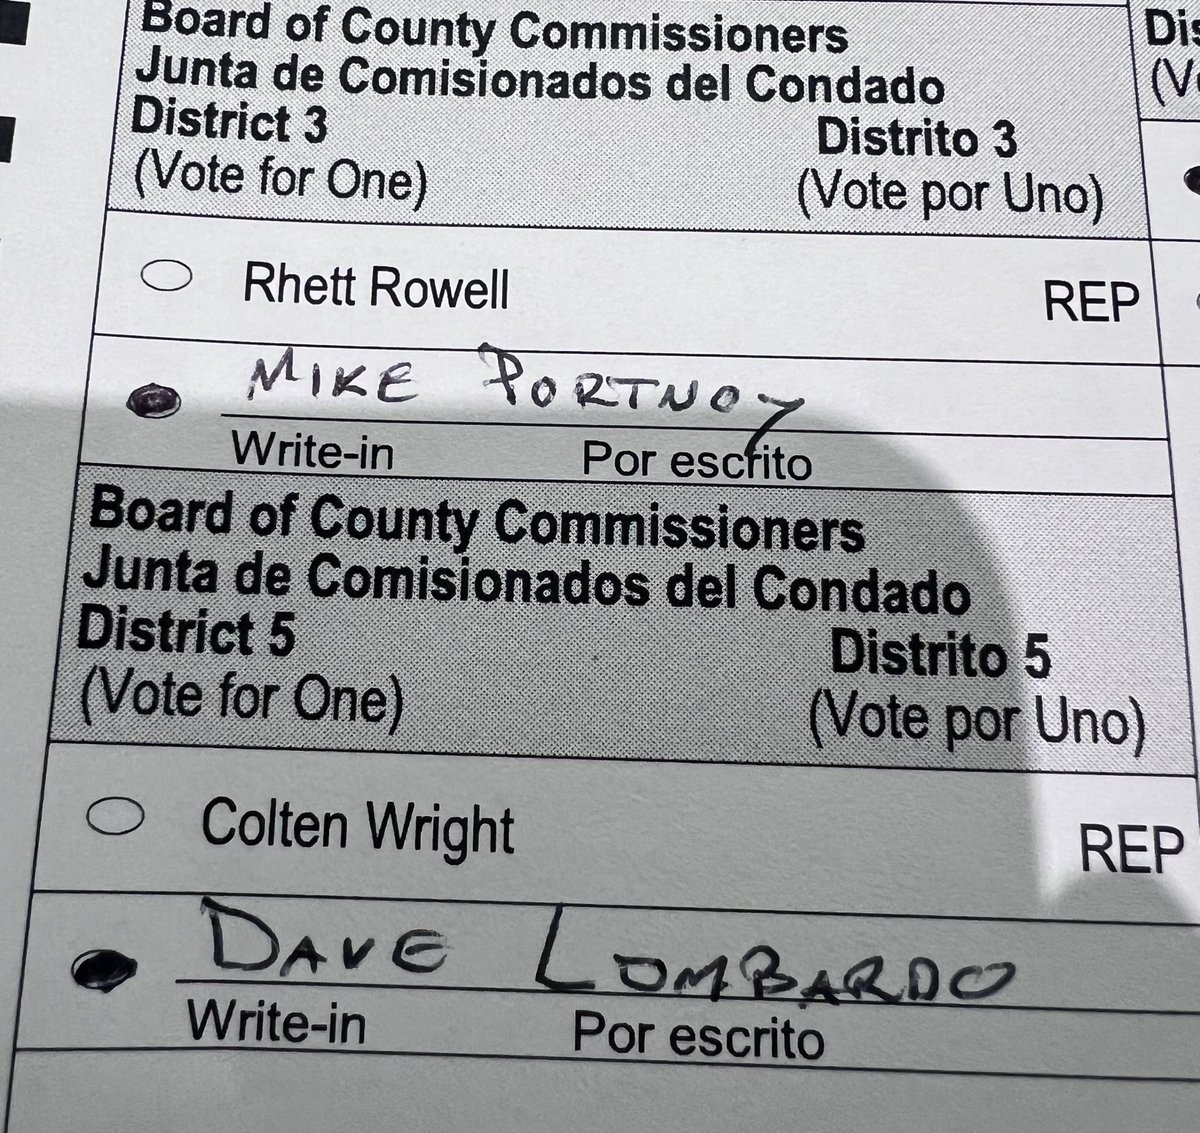 Board of County Commissioners
Junta de Comisionados del Condado
District 3 Distrito 3
(Vote for One) (Vote por Uno)
Rhett Rowell REP
MIKE PORTNOY
Write-in Por escrito
Board of County Commissioners
Junta de Comisionados del Condado
District 5 Distrito 5
(Vote for One) (Vote por Uno)
Colten Wright REP
DAVE LOMBARDO
Write-in Por escrito